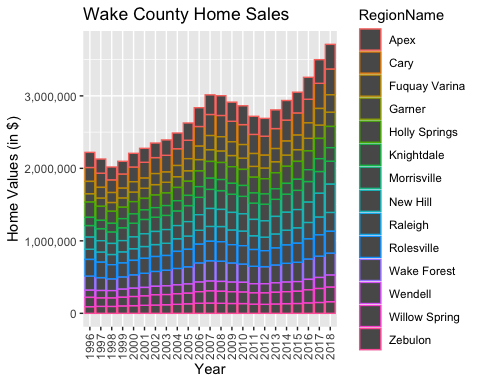 Wake County Home Sales
Home Values (in $)
3,000,000
2,000,000
1,000,000
0
1996
1997
1998
1999
2000
2001
2002
2003
2004
2005
2006
2007
2008
2009
2010
2011
2012
2013
2014
2015
2016
2017
2018
Year
RegionName
Apex
Cary
Fuquay Varina
Garner
Holly Springs
Knightdale
Morrisville
New Hill
Raleigh
Rolesville
Wake Forest
Wendell
Willow Spring
Zebulon